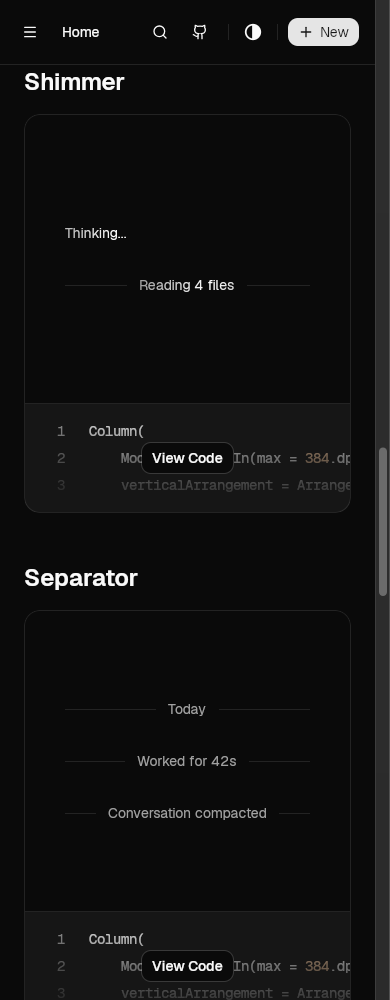 Home
New
Shimmer
Thinking...
Reading 4 files
1 Column(
2 Mod View Code In(max = 384.dp
3 verticalArrangement = Arrange
Separator
Today
Worked for 42s
Conversation compacted
1 Column(
2 Mod View Code In(max = 384.dp
3 verticalArrangement = Arrange